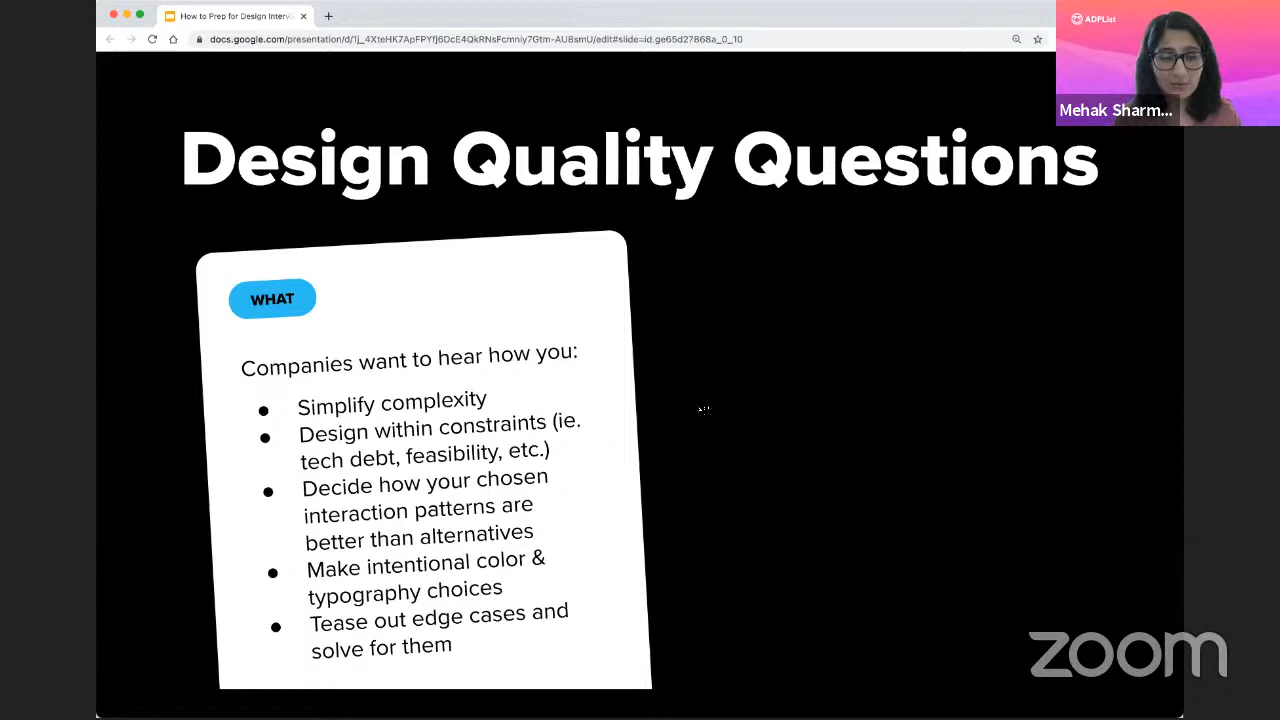 How to Prep for Design Intervi
docs.google.com/presentation/d/1j_4XteHK7ApFPYfj6DcE4QkRNsFcmniy7Gtm-AU8smU/edit#slide=id.ge65d27868a_0_10
ADPList
Mehak Sharm...
Design Quality Questions
WHAT
Companies want to hear how you:
● Simplify complexity
● Design within constraints (ie.
tech debt, feasibility, etc.)
● Decide how your chosen
interaction patterns are
better than alternatives
● Make intentional color &
typography choices
● Tease out edge cases and
solve for them
zoom